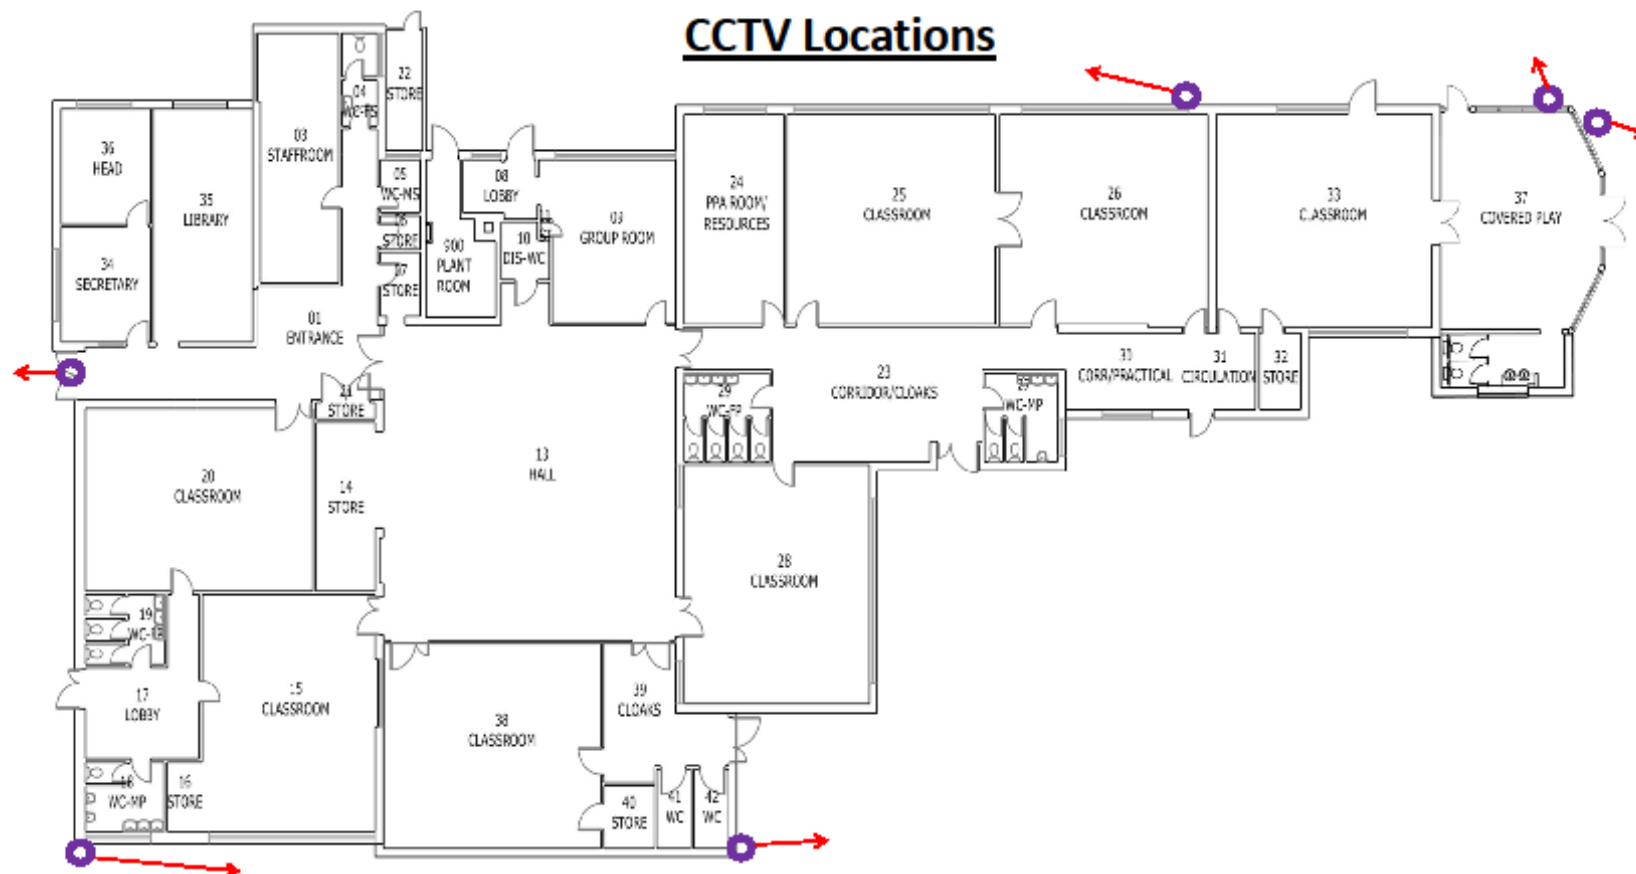 CCTV Locations
22
STORE
04
03
STAFFROOM
36
HEAD
35
LIBRARY
05
WC-MS
06
STORE
07
STORE
34
SECRETARY
01
ENTRANCE
08
LOBBY
11
09
GROUP ROOM
10
DIS-WC
900
PLANT
ROOM
24
PPA ROOM/
RESOURCES
25
CLASSROOM
26
CLASSROOM
33
CLASSROOM
37
COVERED PLAY
21
STORE
29
WC-FP
23
CORRIDOR/CLOAKS
27
WC-MP
30
CORR/PRACTICAL
31
CIRCULATION
32
STORE
20
CLASSROOM
14
STORE
13
HALL
28
CLASSROOM
19
17
LOBBY
15
CLASSROOM
38
CLASSROOM
39
CLOAKS
18
WC-MP
16
STORE
40
STORE
41
WC
42
WC